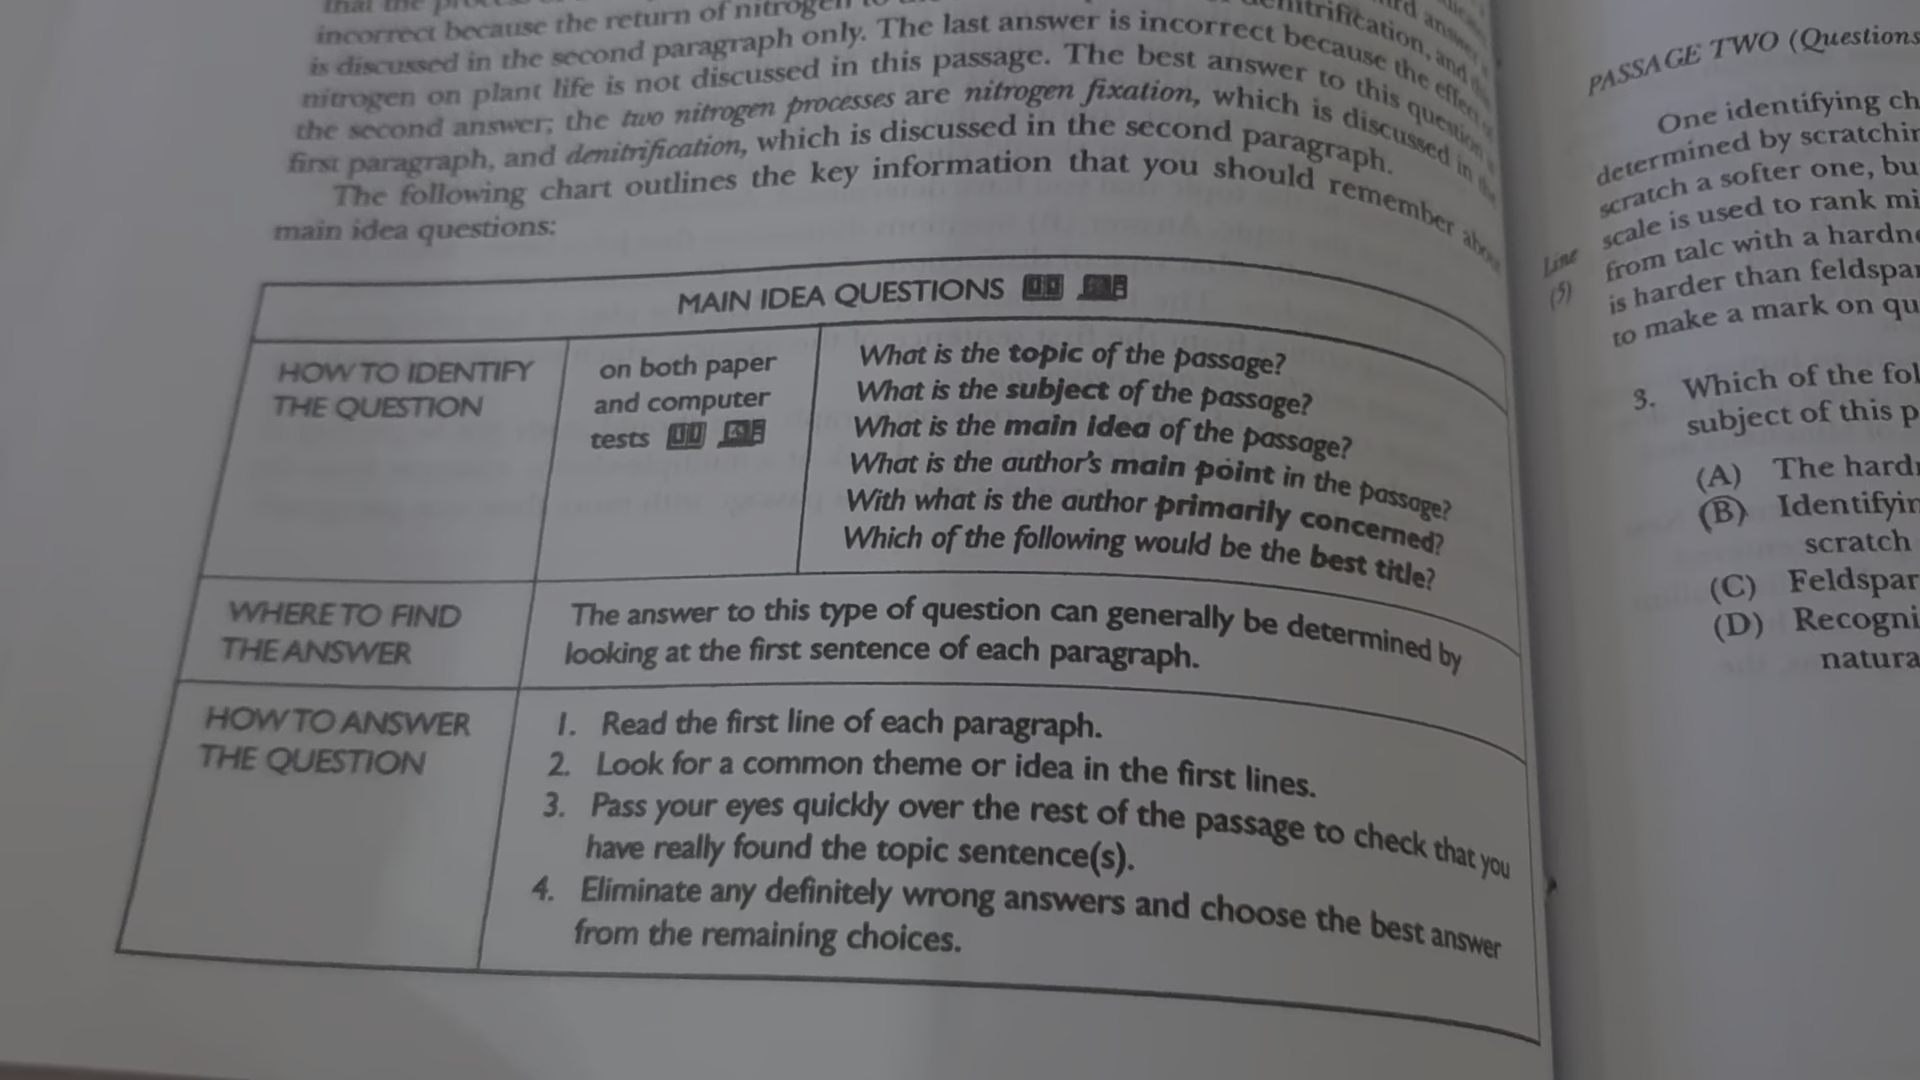 that the
incorrect because the return of nitrogen
is discussed in the second paragraph only. The last answer is incorrect because the effect of
nitrogen on plant life is not discussed in this passage. The best answer to this question is
the second answer; the two nitrogen processes are nitrogen fixation, which is discussed in the
first paragraph, and denitrification, which is discussed in the second paragraph.
The following chart outlines the key information that you should remember about
main idea questions:
MAIN IDEA QUESTIONS
HOW TO IDENTIFY
THE QUESTION
on both paper
and computer
tests
What is the topic of the passage?
What is the subject of the passage?
What is the main idea of the passage?
What is the author's main point in the passage?
With what is the author primarily concerned?
Which of the following would be the best title?
WHERE TO FIND
THE ANSWER
The answer to this type of question can generally be determined by
looking at the first sentence of each paragraph.
HOW TO ANSWER
THE QUESTION
1. Read the first line of each paragraph.
2. Look for a common theme or idea in the first lines.
3. Pass your eyes quickly over the rest of the passage to check that you
have really found the topic sentence(s).
4. Eliminate any definitely wrong answers and choose the best answer
from the remaining choices.
PASSAGE TWO (Questions
One identifying ch
determined by scratchin
scratch a softer one, bu
scale is used to rank mi
Line
from talc with a hardne
(5)
is harder than feldspar
to make a mark on qu
3. Which of the fol
subject of this p
(A) The hard
(B) Identifyin
scratch
(C) Feldspar
(D) Recogni
natura